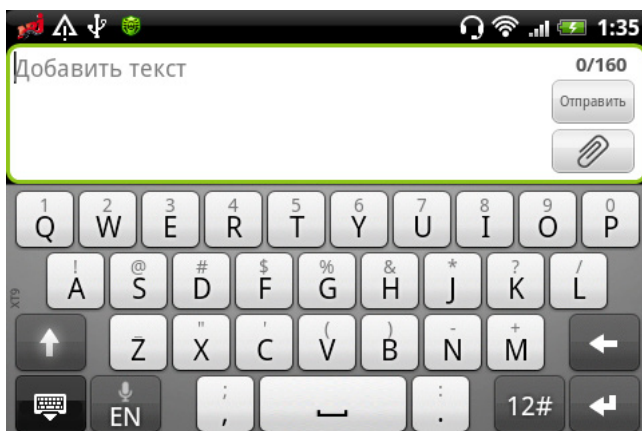 1:35
Добавить текст
0/160
Отправить
1 2 3 4 5 6 7 8 9 0
Q W E R T Y U I O P
! @ # $ % & * ? /
A S D F G H J K L
XT9
_ " ' ( ) - +
Z X C V B N M
; :
EN , . 12#